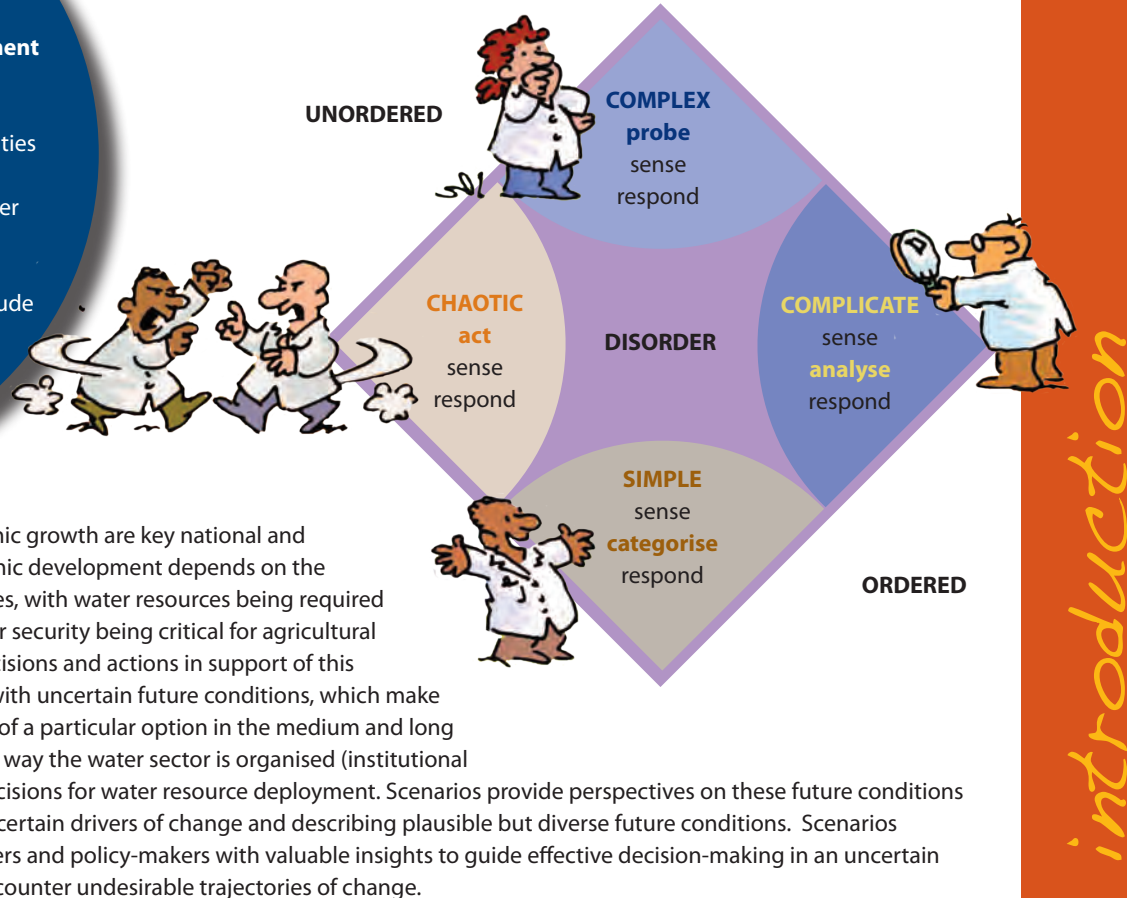 ment
ties
er
ude
UNORDERED
COMPLEX
probe
sense
respond
CHAOTIC
act
sense
respond
DISORDER
COMPLICATE
sense
analyse
respond
SIMPLE
sense
categorise
respond
ORDERED
nic growth are key national and
nic development depends on the
es, with water resources being required
r security being critical for agricultural
cisions and actions in support of this
with uncertain future conditions, which make
of a particular option in the medium and long
way the water sector is organised (institutional
cisions for water resource deployment. Scenarios provide perspectives on these future conditions
certain drivers of change and describing plausible but diverse future conditions. Scenarios
ers and policy-makers with valuable insights to guide effective decision-making in an uncertain
counter undesirable trajectories of change.
introduction